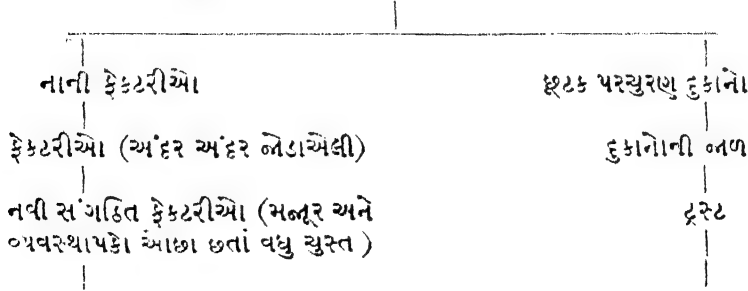 નાની ફેક્ટરીઓ
છૂટક પરચુરણ દુકાનો
ફેક્ટરીઓ (અંદર અંદર જોડાએલી)
દુકાનોની જાળ
નવી સંગઠિત ફેક્ટરીઓ (મજૂર અને
વ્યવસ્થાપકો ઓછા છતાં વધુ ચુસ્ત)
ટ્રસ્ટ